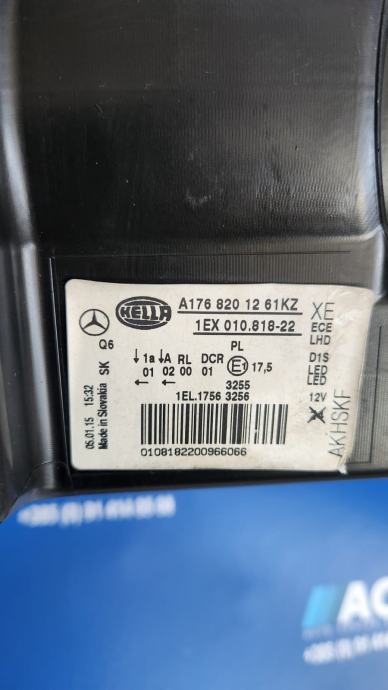 HELLA A176 820 12 61KZ XE
1EX 010.818-22 ECE
LHD
Q6 PL
↓1a ↓A RL DCR E1 17,5 D1S
01 02 00 01 LED
← ← LED
3255
1EL.1756 3256 12V
X
AKHSKF
05.01.15 15:32 SK
Made in Slovakia
0108182200966066